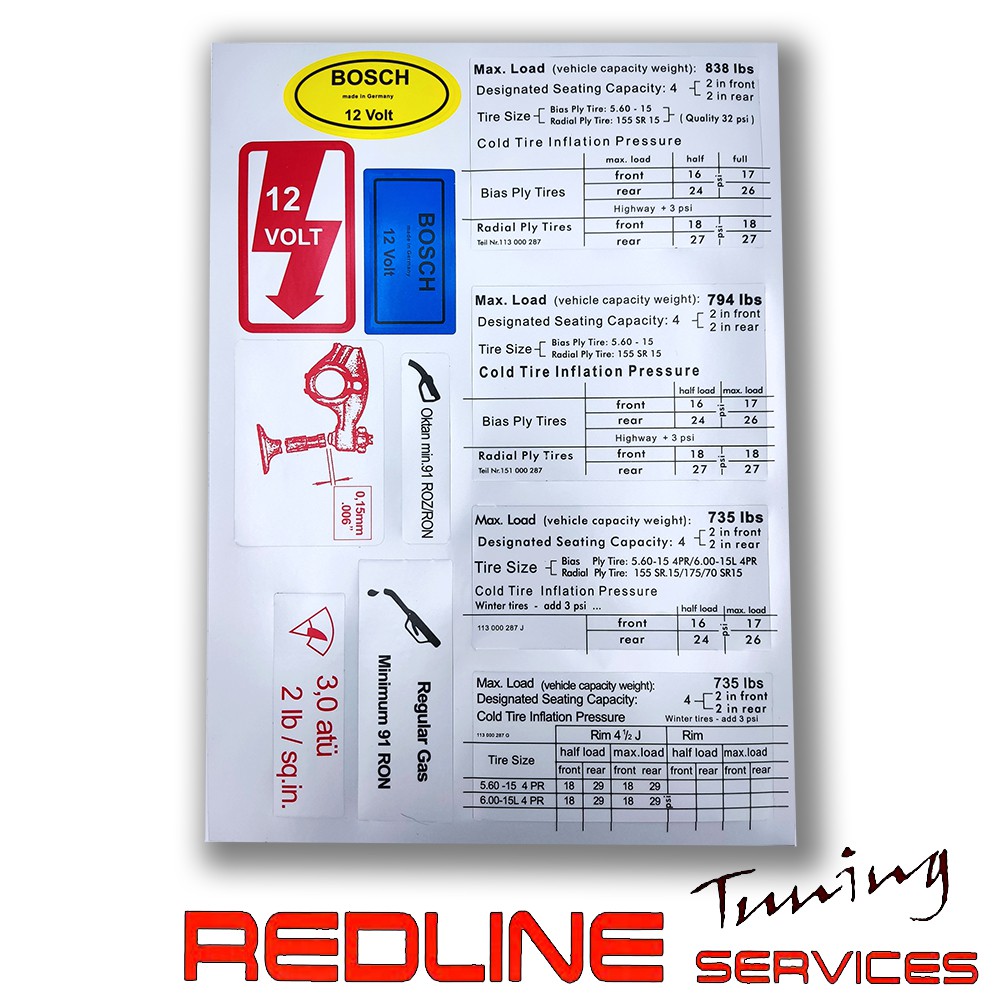 BOSCH
made in Germany
12 Volt
12
VOLT
BOSCH
made in Germany
12 Volt
0,15mm
.006"
Oktan min.91 ROZ/RON
Regular Gas
Minimum 91 RON
3,0 atü
2 lb / sq.in.
Max. Load (vehicle capacity weight): 838 lbs
Designated Seating Capacity: 4 2 in front
2 in rear
Tire Size Bias Ply Tire: 5.60 - 15
Radial Ply Tire: 155 SR 15 ( Quality 32 psi )
Cold Tire Inflation Pressure
max. load half full
Bias Ply Tires front 16 psi 17
rear 24 26
Highway + 3 psi
Radial Ply Tires front 18 psi 18
Teil Nr.113 000 287 rear 27 27
Max. Load (vehicle capacity weight): 794 lbs
Designated Seating Capacity: 4 2 in front
2 in rear
Tire Size Bias Ply Tire: 5.60 - 15
Radial Ply Tire: 155 SR 15
Cold Tire Inflation Pressure
half load max. load
Bias Ply Tires front 16 psi 17
rear 24 26
Highway + 3 psi
Radial Ply Tires front 18 psi 18
Teil Nr.151 000 287 rear 27 27
Max. Load (vehicle capacity weight): 735 lbs
Designated Seating Capacity: 4 2 in front
2 in rear
Tire Size Bias Ply Tire: 5.60-15 4PR/6.00-15L 4PR
Radial Ply Tire: 155 SR.15/175/70 SR15
Cold Tire Inflation Pressure
Winter tires - add 3 psi ...
half load max. load
113 000 287 J front 16 psi 17
rear 24 26
Max. Load (vehicle capacity weight): 735 lbs
Designated Seating Capacity: 4 2 in front
2 in rear
Cold Tire Inflation Pressure Winter tires - add 3 psi
113 000 287 G Rim 4 ½ J Rim
Tire Size half load max.load half load max.load
front rear front rear front rear front rear
5.60 -15 4 PR 18 29 18 29 psi
6.00-15L 4 PR 18 29 18 29
Tuning
REDLINE SERVICES